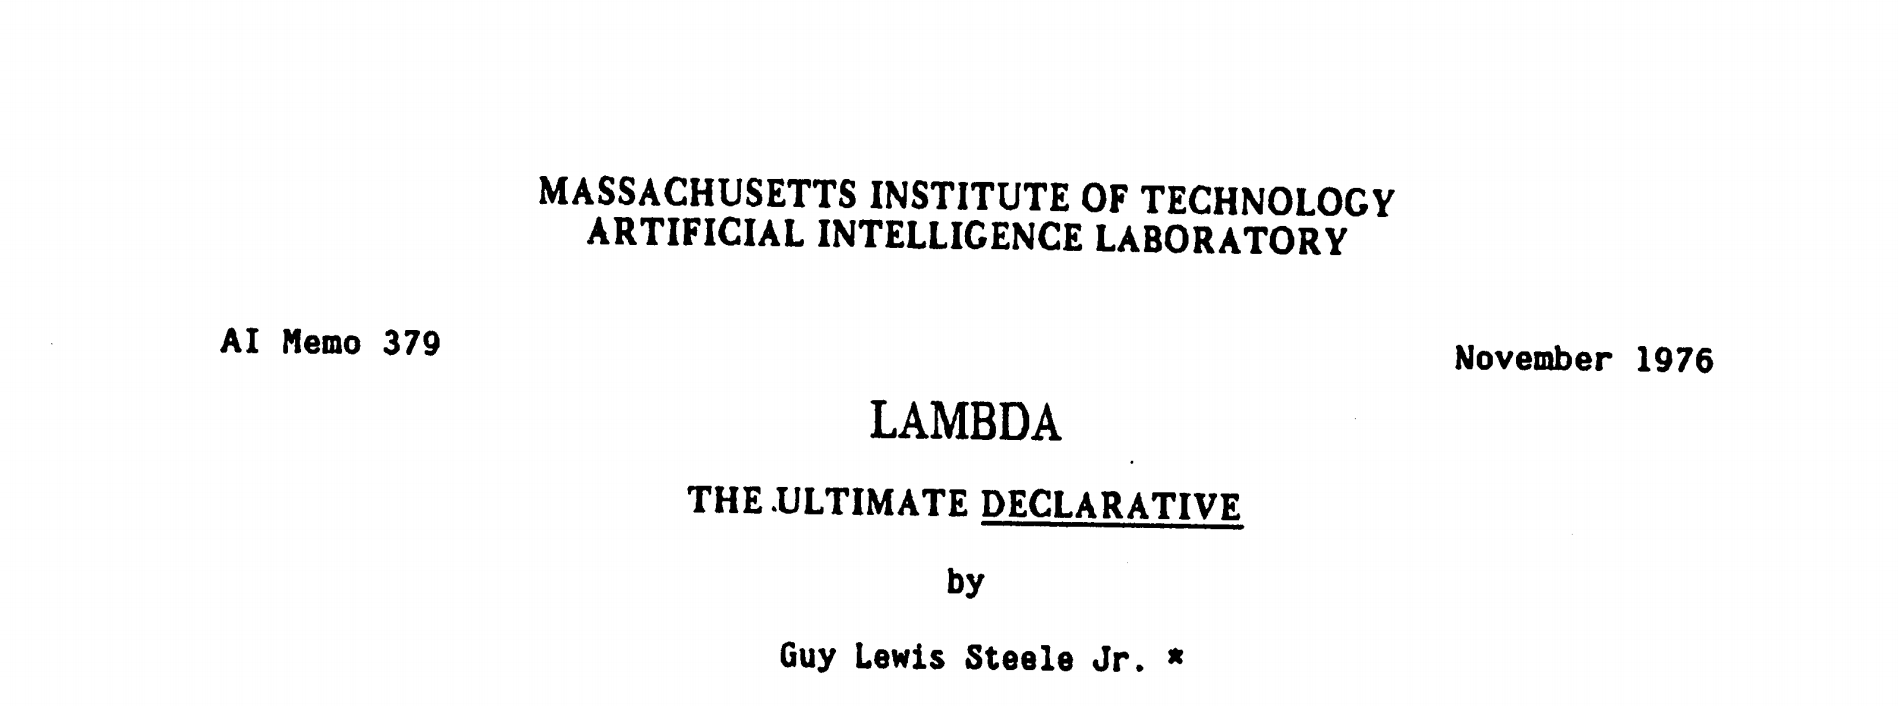 MASSACHUSETTS INSTITUTE OF TECHNOLOGY
ARTIFICIAL INTELLIGENCE LABORATORY
AI Memo 379
November 1976
LAMBDA
THE ULTIMATE DECLARATIVE
by
Guy Lewis Steele Jr. *